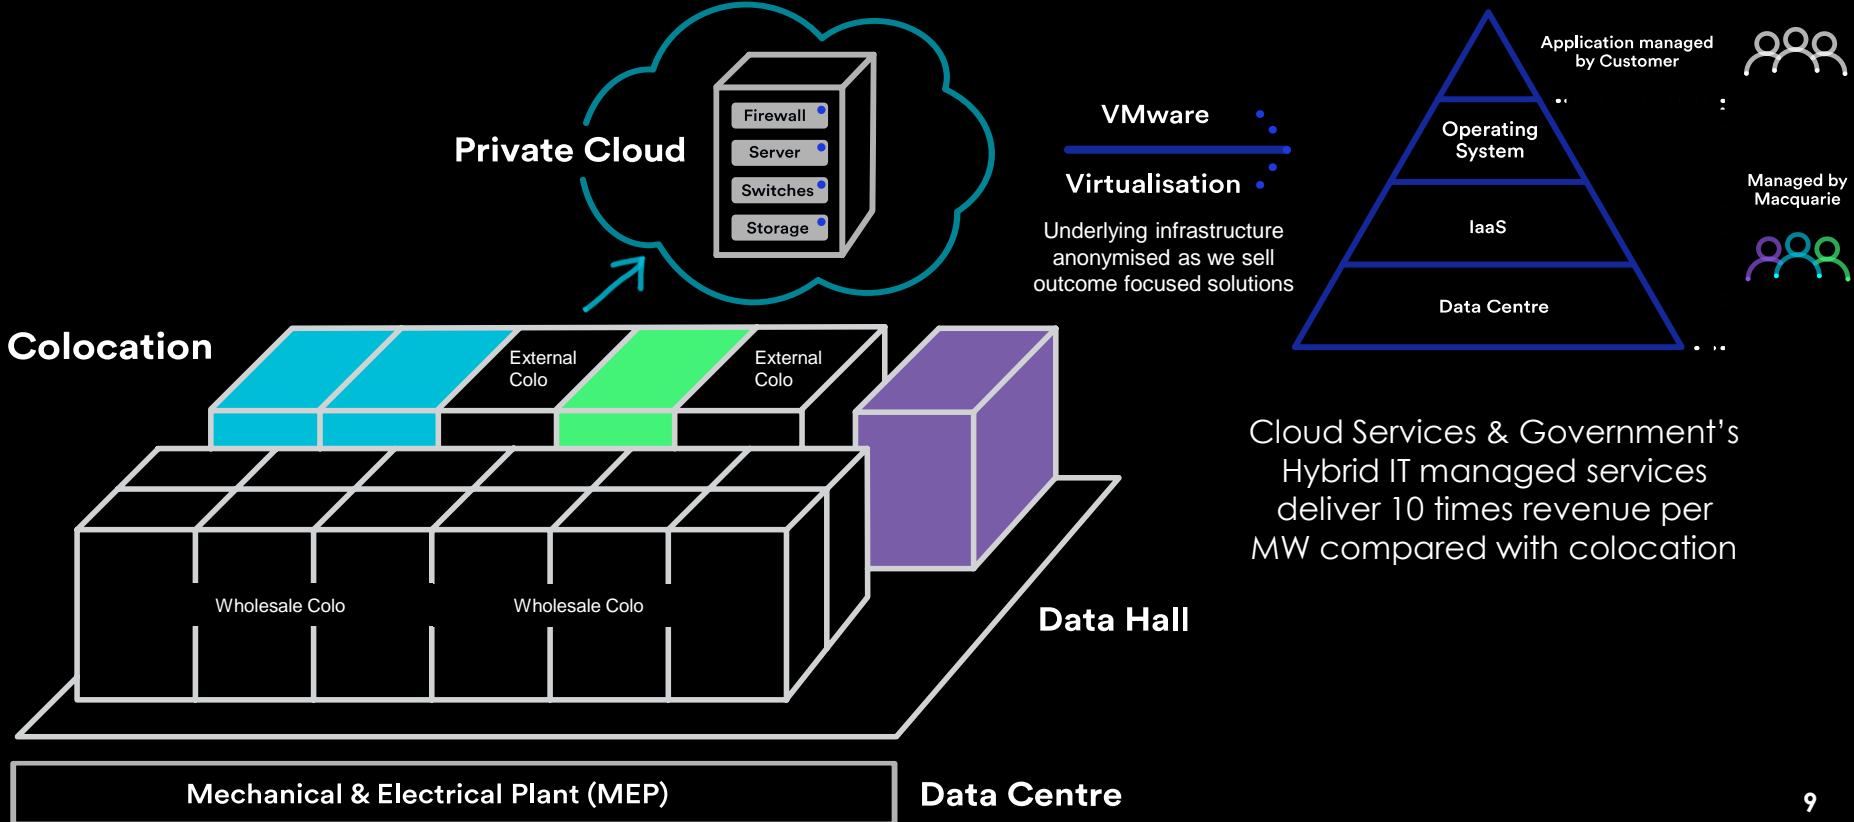 Private Cloud
Firewall
Server
Switches
Storage
VMware
Virtualisation
Underlying infrastructure
anonymised as we sell
outcome focused solutions
Application managed
by Customer
Operating
System
IaaS
Data Centre
Managed by
Macquarie
Colocation
External
Colo
External
Colo
Wholesale Colo
Wholesale Colo
Data Hall
Cloud Services & Government’s
Hybrid IT managed services
deliver 10 times revenue per
MW compared with colocation
Mechanical & Electrical Plant (MEP)
Data Centre
9